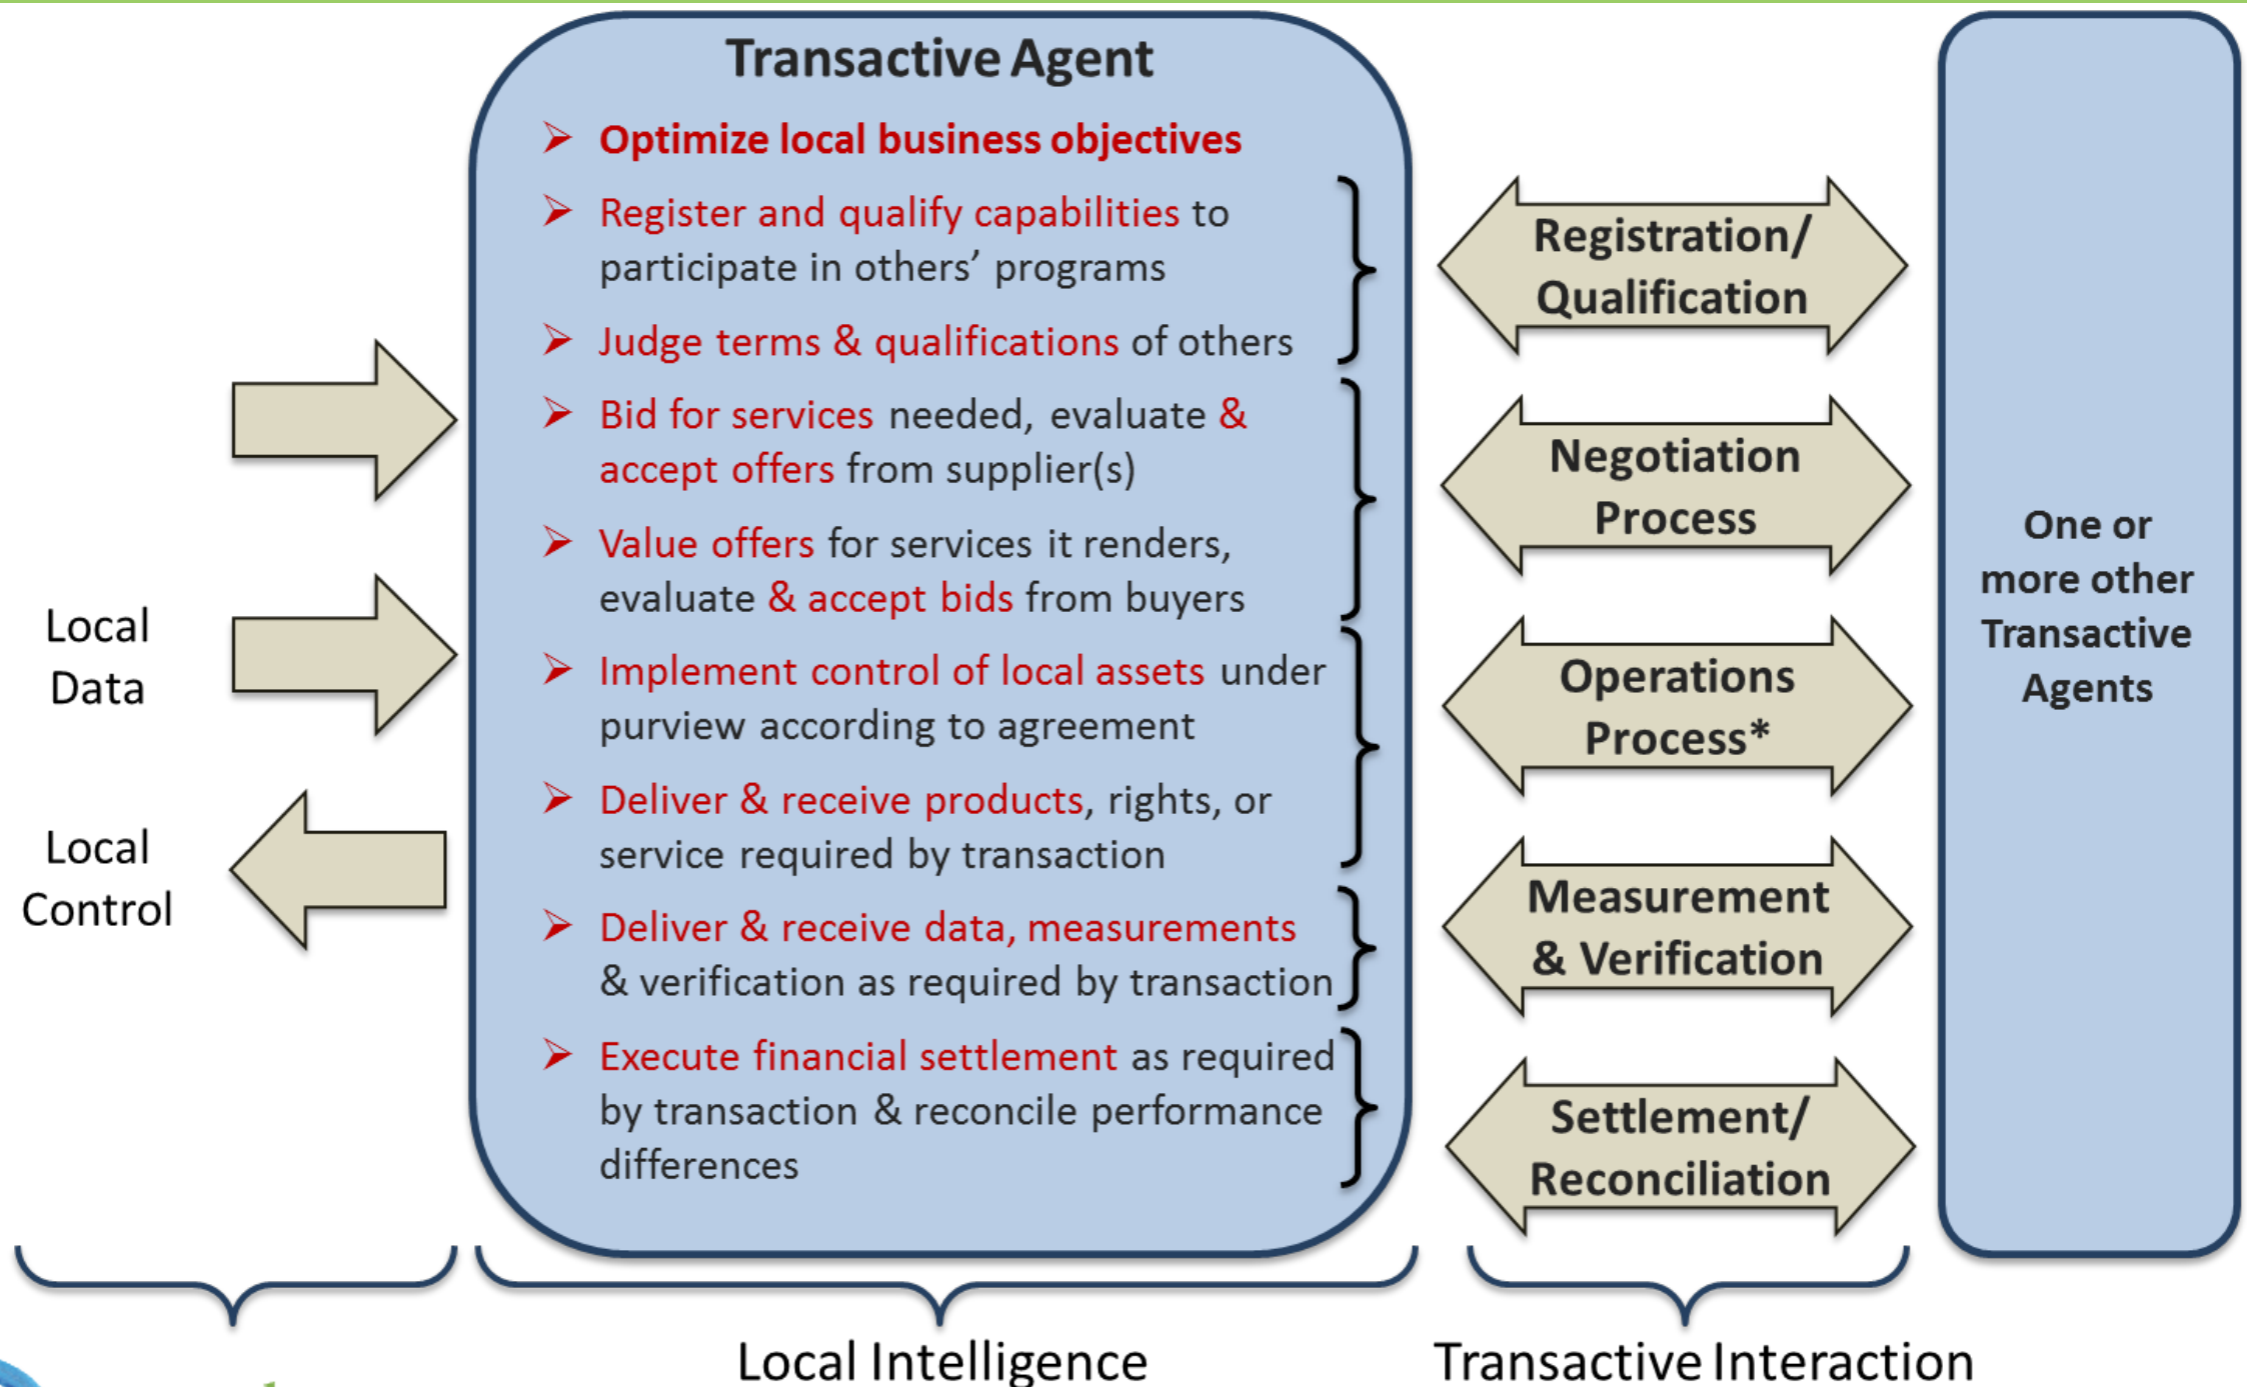 Transactive Agent
Optimize local business objectives
Register and qualify capabilities to
participate in others’ programs
Judge terms & qualifications of others
Bid for services needed, evaluate &
accept offers from supplier(s)
Value offers for services it renders,
evaluate & accept bids from buyers
Implement control of local assets under
purview according to agreement
Deliver & receive products, rights, or
service required by transaction
Deliver & receive data, measurements
& verification as required by transaction
Execute financial settlement as required
by transaction & reconcile performance
differences
Local
Data
Local
Control
Registration/
Qualification
Negotiation
Process
Operations
Process*
Measurement
& Verification
Settlement/
Reconciliation
One or
more other
Transactive
Agents
Local Intelligence
Transactive Interaction